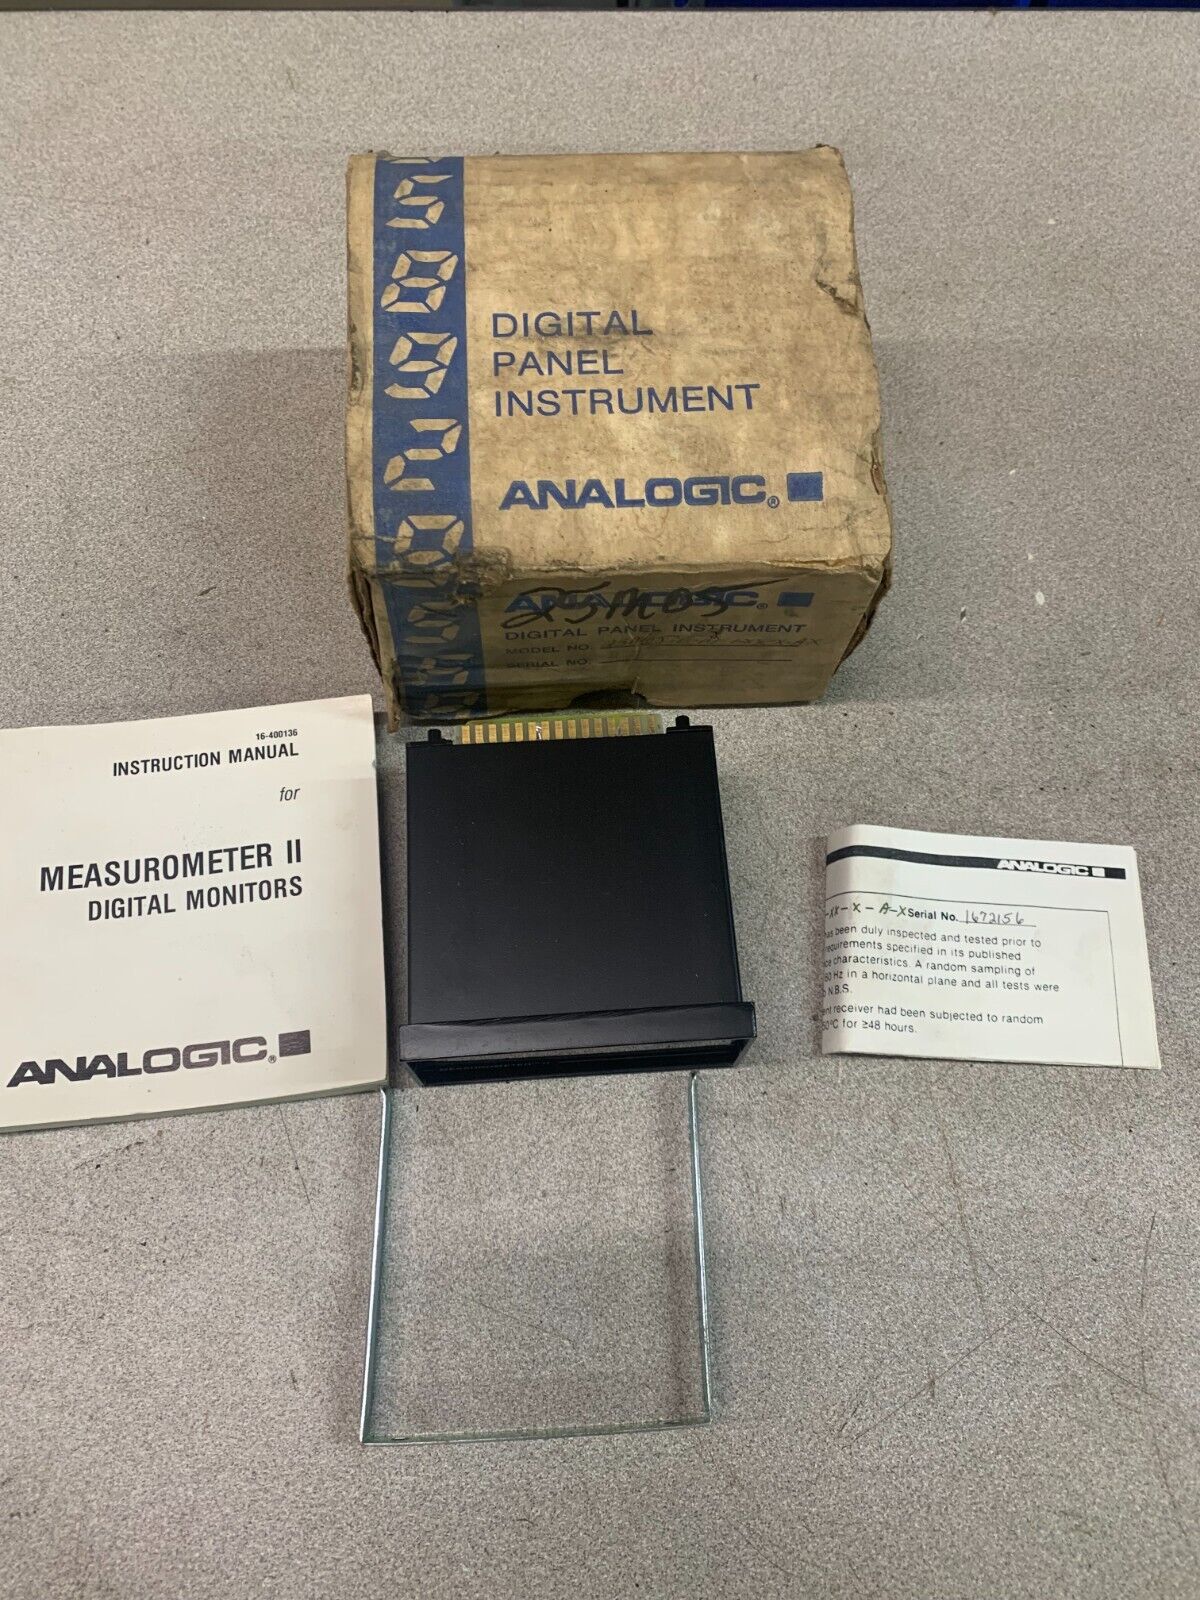 DIGITAL
PANEL
INSTRUMENT
ANALOGIC®
ANALOGIC®
DIGITAL PANEL INSTRUMENT
MODEL NO.
SERIAL NO.
16-400136
INSTRUCTION MANUAL
for
MEASUROMETER II
DIGITAL MONITORS
ANALOGIC®
ANALOGIC
-XX-X-A-X Serial No. 1672156
has been duly inspected and tested prior to
requirements specified in its published
characteristics. A random sampling of
60 Hz in a horizontal plane and all tests were
N.B.S.
receiver had been subjected to random
°C for ≥48 hours.